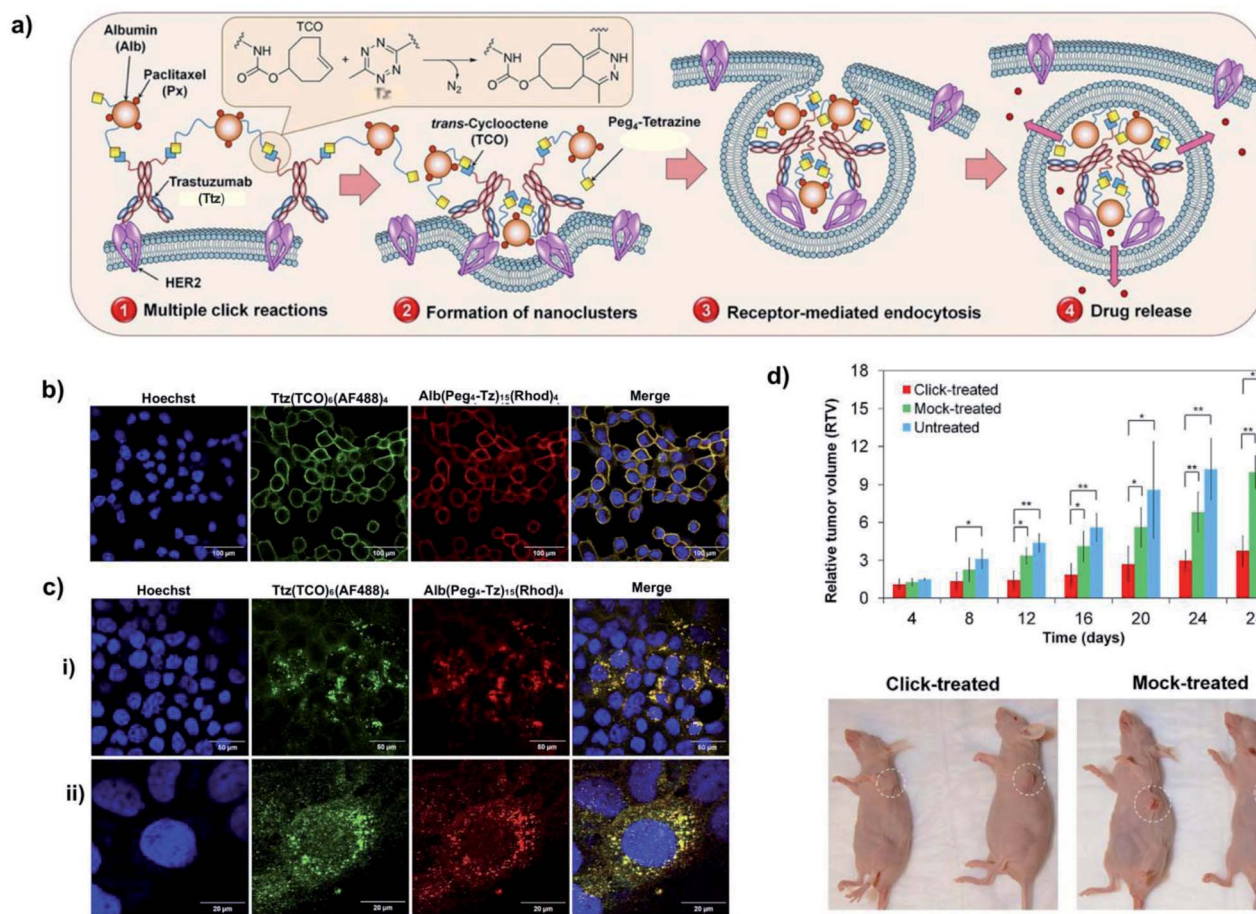 a)
Albumin
(Alb)
Paclitaxel
(Px)
TCO
NH
O
O
+
N
N
N
N
Tz
N₂
NH
O
O
NH
N
trans-Cyclooctene
(TCO)
Peg₄-Tetrazine
Trastuzumab
(Ttz)
HER2
1 Multiple click reactions
2 Formation of nanoclusters
3 Receptor-mediated endocytosis
4 Drug release
b)
Hoechst
Ttz(TCO)₆(AF488)₄
Alb(Peg₄-Tz)₁₅(Rhod)₄
Merge
100 μm
100 μm
100 μm
100 μm
c)
Hoechst
Ttz(TCO)₆(AF488)₄
Alb(Peg₄-Tz)₁₅(Rhod)₄
Merge
i)
50 μm
50 μm
50 μm
50 μm
ii)
20 μm
20 μm
20 μm
20 μm
d)
Relative tumor volume (RTV)
18
15
12
9
6
3
0
Click-treated
Mock-treated
Untreated
*
*
**
*
**
*
*
**
**
*
**
4 8 12 16 20 24
Time (days)
Click-treated
Mock-treated